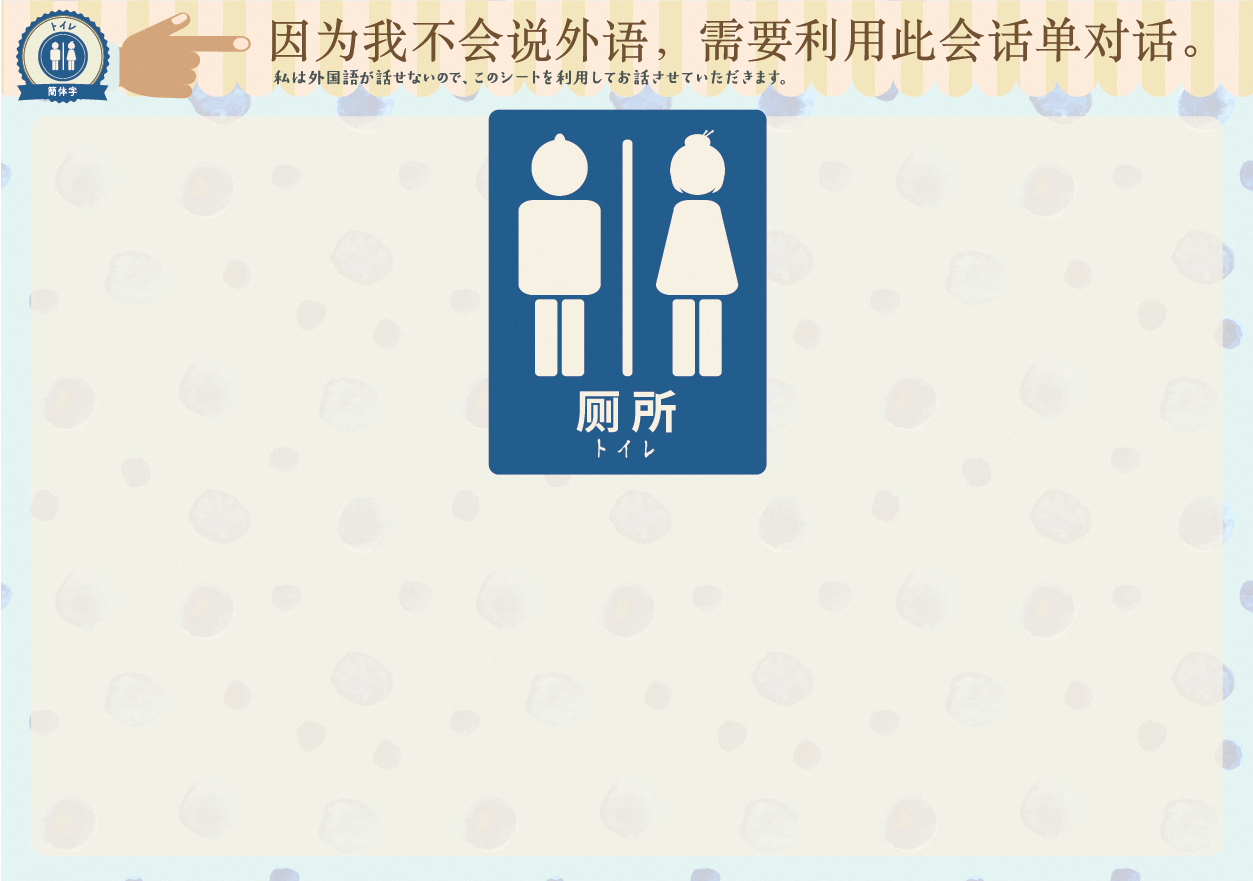 トイレ
簡体字
因为我不会说外语，需要利用此会话单对话。
私は外国語が話せないので、このシートを利用してお話させていただきます。
厕所
トイレ